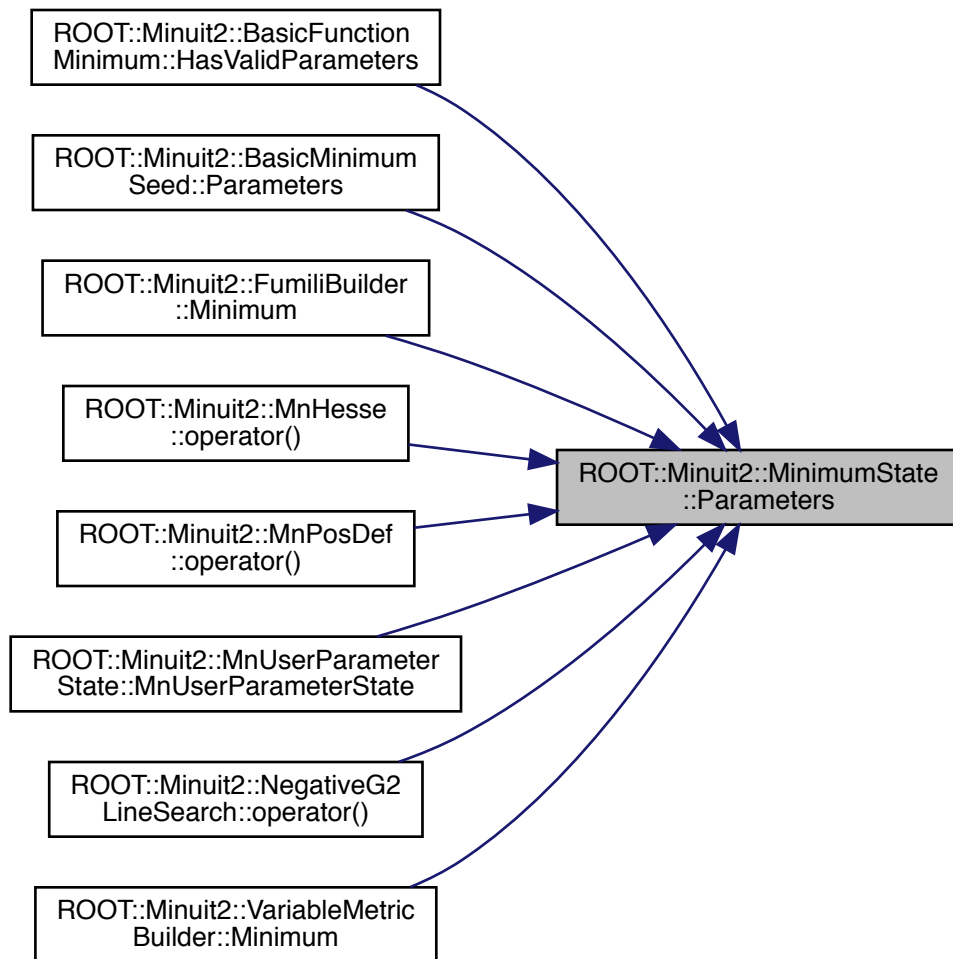 ROOT::Minuit2::BasicFunction
Minimum::HasValidParameters
ROOT::Minuit2::BasicMinimum
Seed::Parameters
ROOT::Minuit2::FumiliBuilder
::Minimum
ROOT::Minuit2::MnHesse
::operator()
ROOT::Minuit2::MinimumState
::Parameters
ROOT::Minuit2::MnPosDef
::operator()
ROOT::Minuit2::MnUserParameter
State::MnUserParameterState
ROOT::Minuit2::NegativeG2
LineSearch::operator()
ROOT::Minuit2::VariableMetric
Builder::Minimum